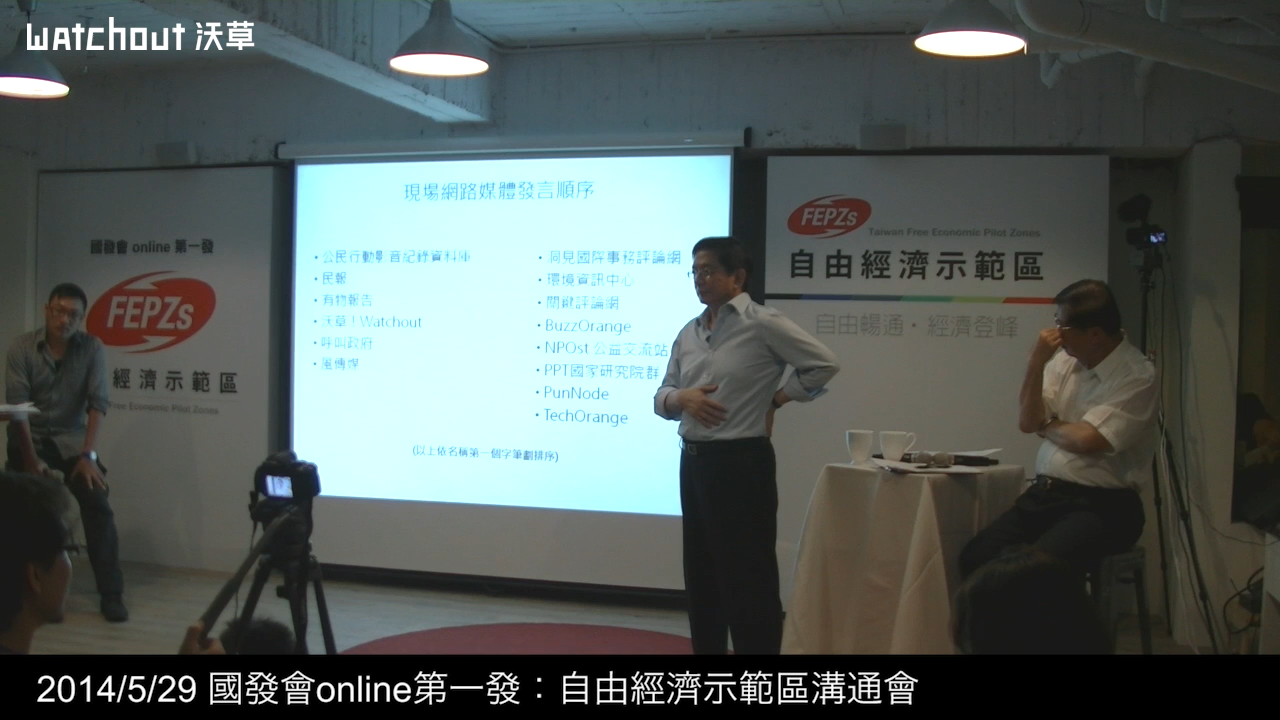 watchout 沃草
現場網路媒體發言順序
• 公民行動影音紀錄資料庫
• 民報
• 有物報告
• 沃草！Watchout
• 呼叫政府
• 風傳媒
• 洞見國際事務評論網
• 環境資訊中心
• 關鍵評論網
• BuzzOrange
• NPOst 公益交流站
• PPT國家研究院群
• PunNode
• TechOrange
(以上依名稱第一個字筆劃排序)
國發會 online 第一發
FEPZs
經濟示範區
Free Economic Pilot Zones
FEPZs
Taiwan Free Economic Pilot Zones
自由經濟示範區
自由暢通・經濟登峰
2014/5/29 國發會online第一發：自由經濟示範區溝通會